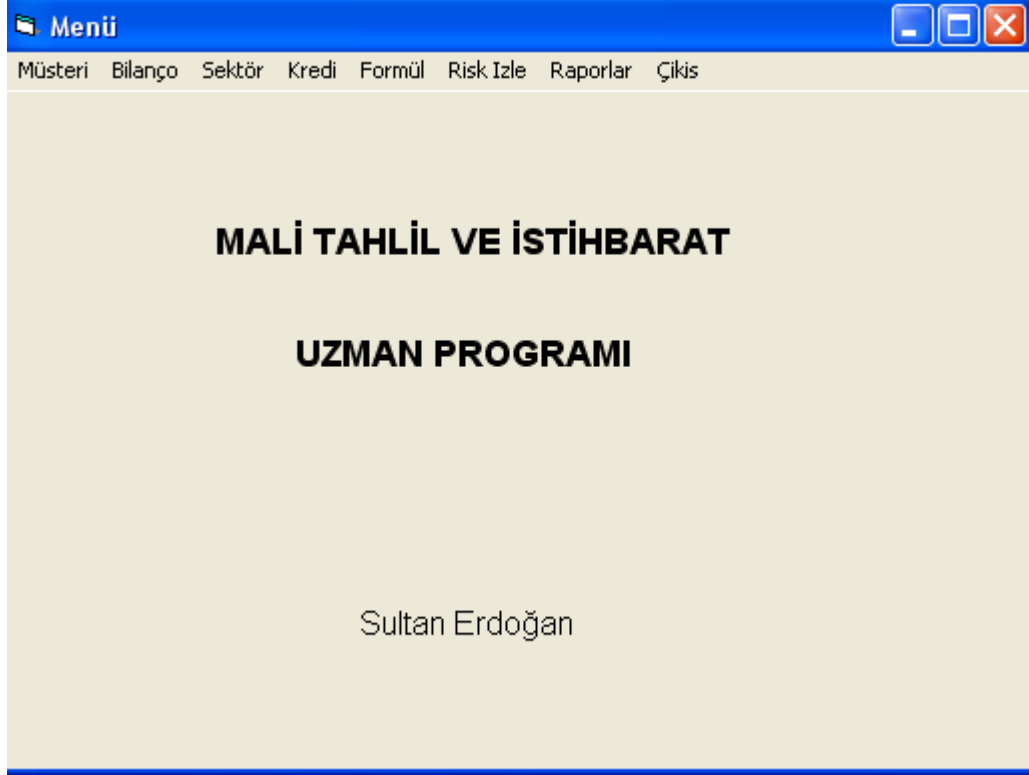 Menü
Müsteri Bilanço Sektör Kredi Formül Risk Izle Raporlar Çikis
MALİ TAHLİL VE İSTİHBARAT
UZMAN PROGRAMI
Sultan Erdoğan